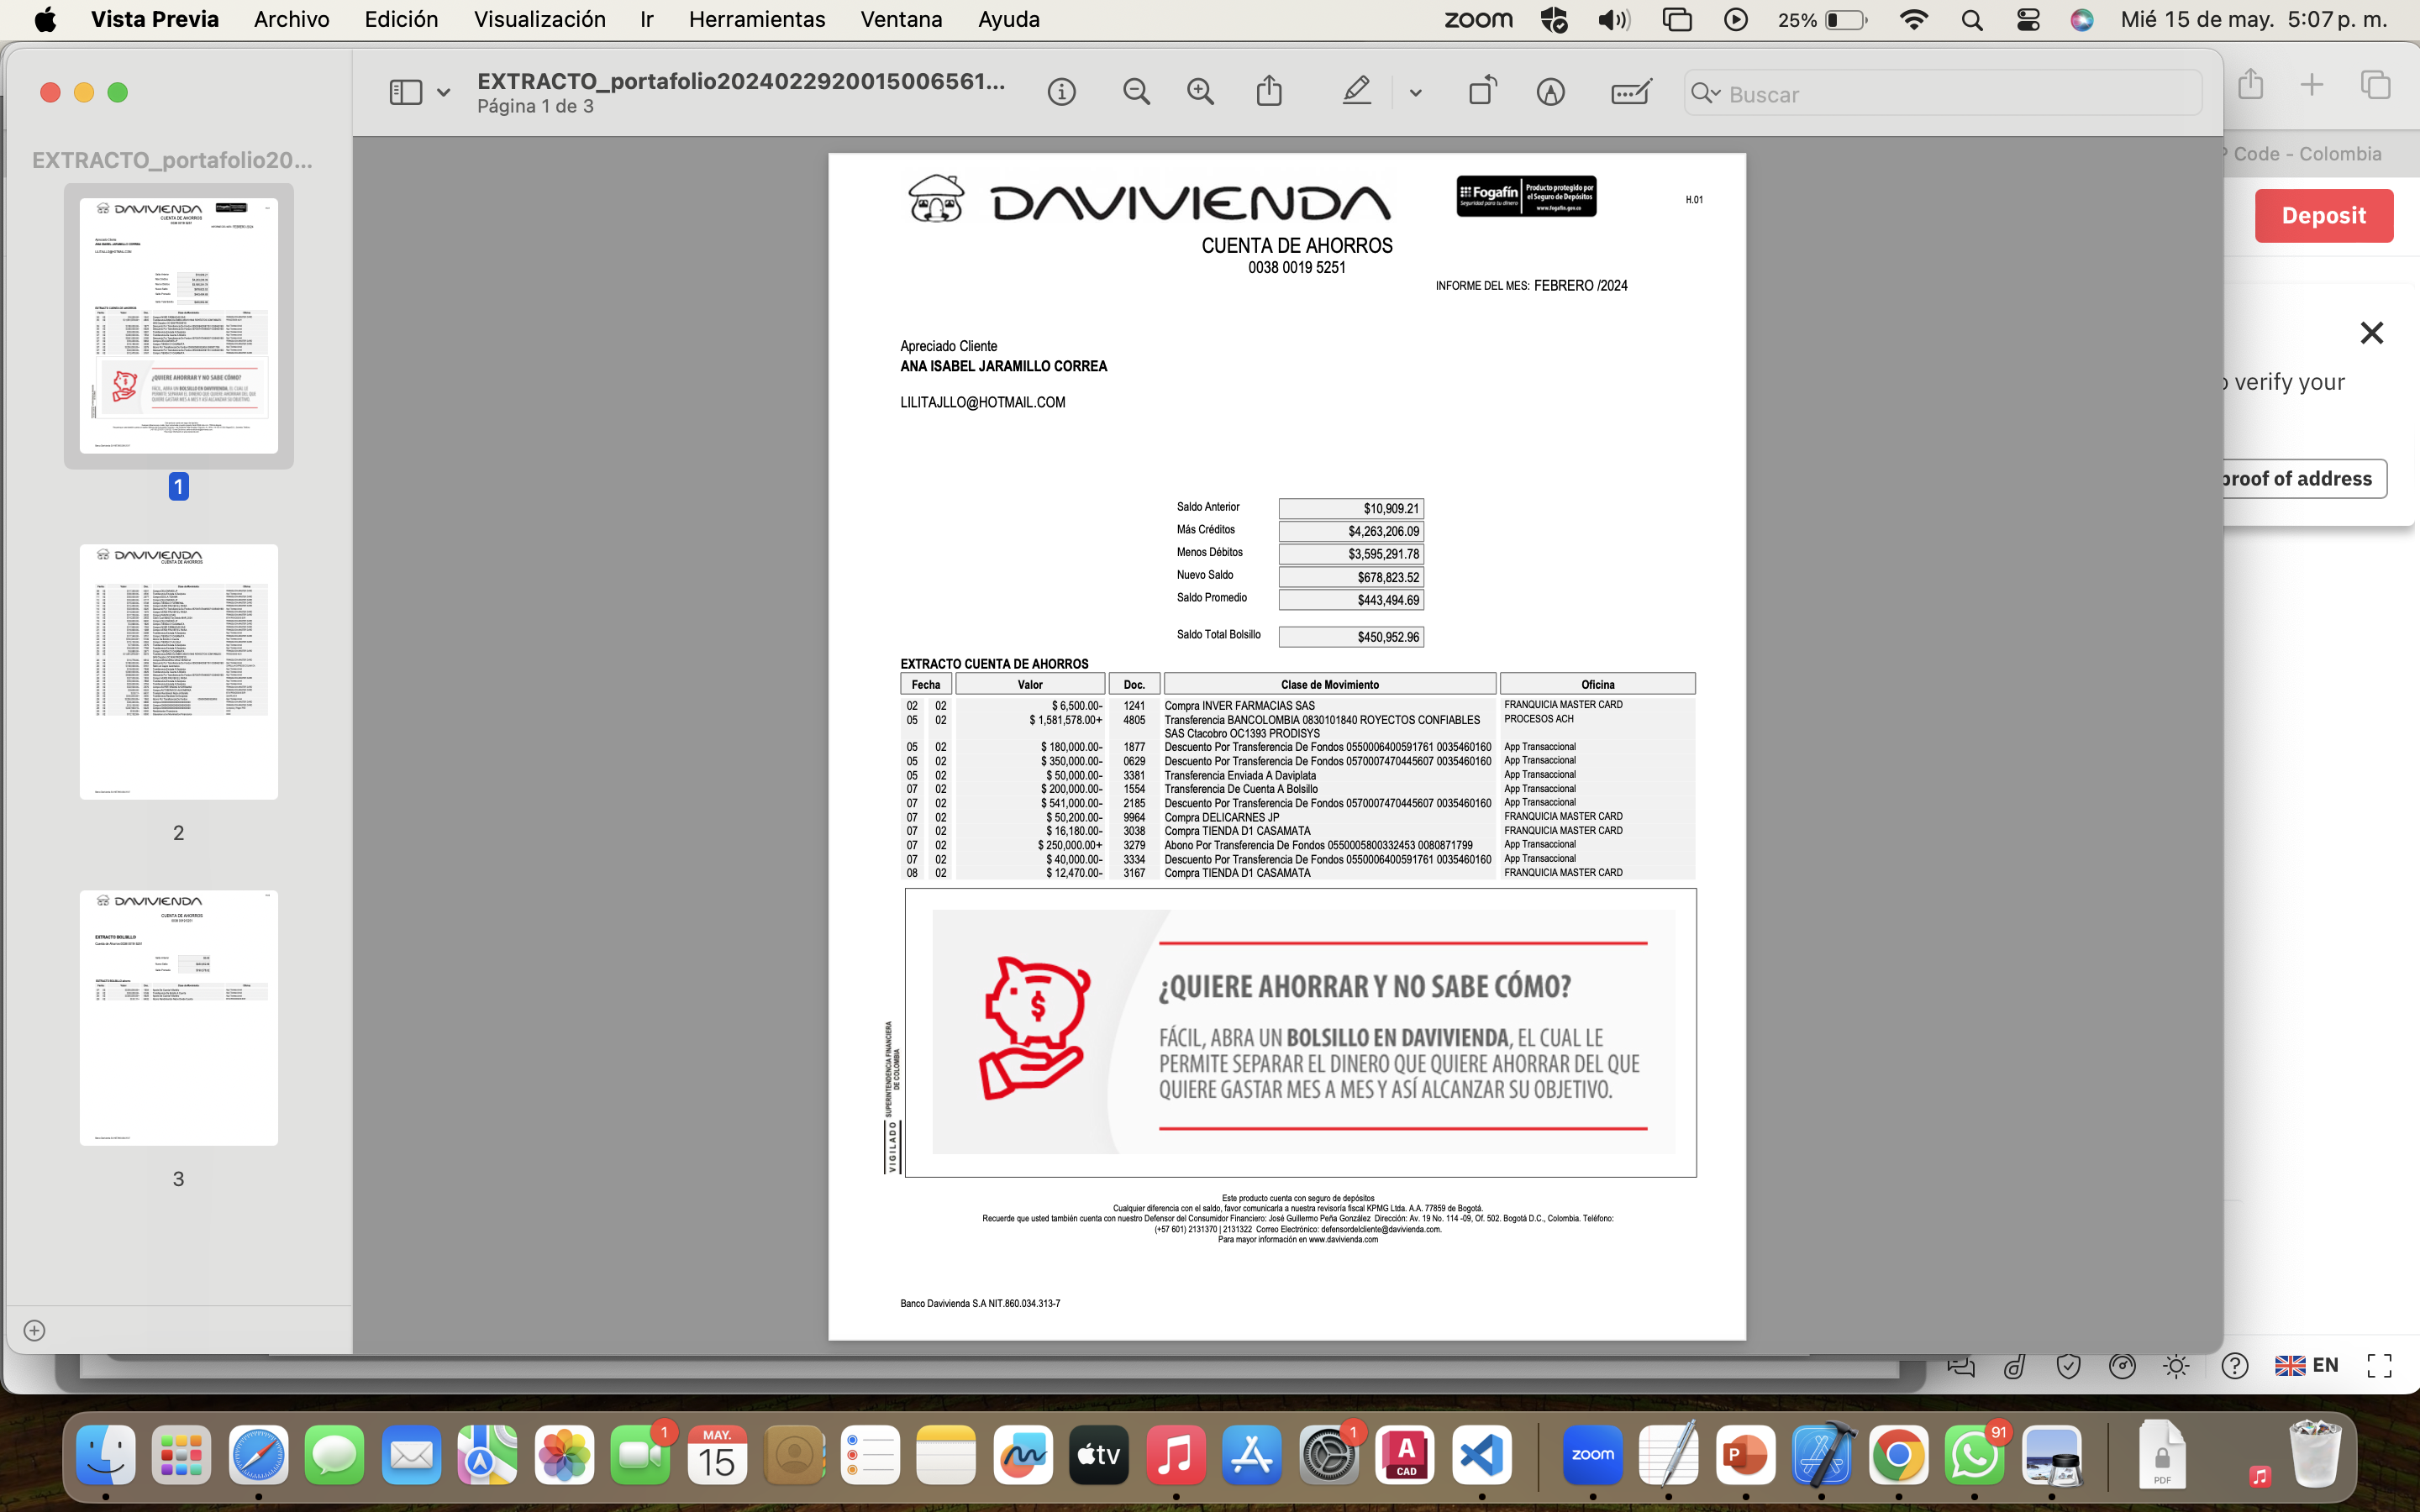 Vista Previa Archivo Edición Visualización Ir Herramientas Ventana Ayuda zoom 25% Mié 15 de may. 5:07 p. m.
EXTRACTO_portafolio2024022920015006561...
Página 1 de 3
Buscar
EXTRACTO_portafolio20...
1
2
3
Code - Colombia
Deposit
verify your
proof of address
DAVIVIENDA
Fogafín
Seguridad para tu dinero
Producto protegido por
el Seguro de Depósitos
www.fogafin.gov.co
H.01
CUENTA DE AHORROS
0038 0019 5251
INFORME DEL MES: FEBRERO /2024
Apreciado Cliente
ANA ISABEL JARAMILLO CORREA
LILITAJLLO@HOTMAIL.COM
Saldo Anterior $10,909.21
Más Créditos $4,263,206.09
Menos Débitos $3,595,291.78
Nuevo Saldo $678,823.52
Saldo Promedio $443,494.69
Saldo Total Bolsillo $450,952.96
EXTRACTO CUENTA DE AHORROS
Fecha Valor Doc. Clase de Movimiento Oficina
02 02 $ 6,500.00- 1241 Compra INVER FARMACIAS SAS FRANQUICIA MASTER CARD
05 02 $ 1,581,578.00+ 4805 Transferencia BANCOLOMBIA 0830101840 ROYECTOS CONFIABLES PROCESOS ACH
SAS Ctacobro OC1393 PRODISYS
05 02 $ 180,000.00- 1877 Descuento Por Transferencia De Fondos 0550006400591761 0035460160 App Transaccional
05 02 $ 350,000.00- 0629 Descuento Por Transferencia De Fondos 0570007470445607 0035460160 App Transaccional
05 02 $ 50,000.00- 3381 Transferencia Enviada A Daviplata App Transaccional
07 02 $ 200,000.00- 1554 Transferencia De Cuenta A Bolsillo App Transaccional
07 02 $ 541,000.00- 2185 Descuento Por Transferencia De Fondos 0570007470445607 0035460160 App Transaccional
07 02 $ 50,200.00- 9964 Compra DELICARNES JP FRANQUICIA MASTER CARD
07 02 $ 16,180.00- 3038 Compra TIENDA D1 CASAMATA FRANQUICIA MASTER CARD
07 02 $ 250,000.00+ 3279 Abono Por Transferencia De Fondos 0550005800332453 0080871799 App Transaccional
07 02 $ 40,000.00- 3334 Descuento Por Transferencia De Fondos 0550006400591761 0035460160 App Transaccional
08 02 $ 12,470.00- 3167 Compra TIENDA D1 CASAMATA FRANQUICIA MASTER CARD
¿QUIERE AHORRAR Y NO SABE CÓMO?
FÁCIL, ABRA UN BOLSILLO EN DAVIVIENDA, EL CUAL LE
PERMITE SEPARAR EL DINERO QUE QUIERE AHORRAR DEL QUE
QUIERE GASTAR MES A MES Y ASÍ ALCANZAR SU OBJETIVO.
VIGILADO SUPERINTENDENCIA FINANCIERA
DE COLOMBIA
Este producto cuenta con seguro de depósitos
Cualquier diferencia con el saldo, favor comunicarla a nuestra revisoría fiscal KPMG Ltda. A.A. 77859 de Bogotá.
Recuerde que usted también cuenta con nuestro Defensor del Consumidor Financiero: José Guillermo Peña González Dirección: Av. 19 No. 114 -09, Of. 502. Bogotá D.C., Colombia. Teléfono:
(+57 601) 2131370 | 2131322 Correo Electrónico: defensordelcliente@davivienda.com.
Para mayor información en www.davivienda.com
Banco Davivienda S.A NIT.860.034.313-7
EN
1
MAY.
15
tv
1
A
CAD
zoom
P
91
PDF